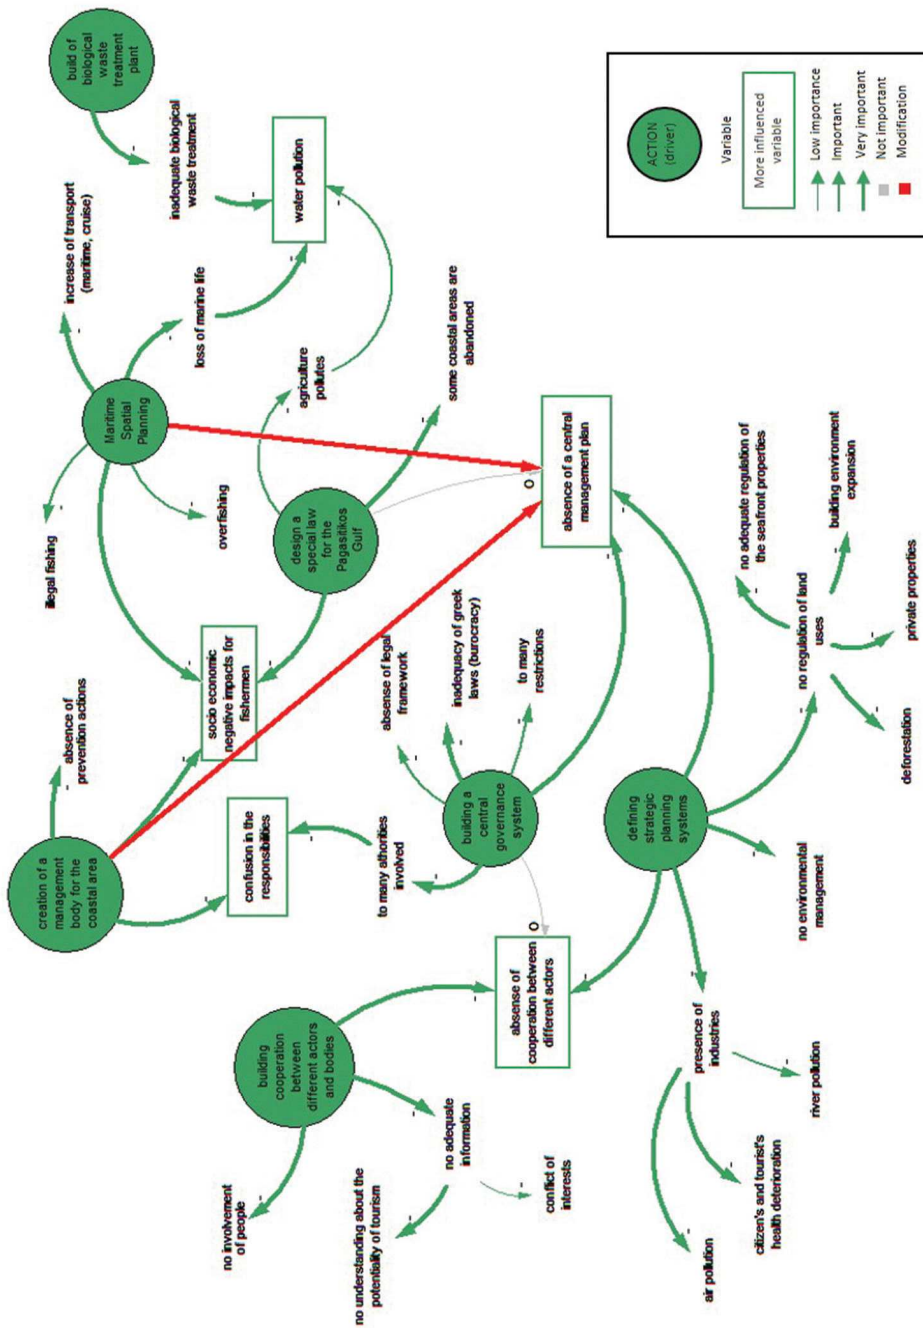 build of
biological
waste
treatment
plant
increase of transport
(maritime, cruise)
inadequate biological
waste treatment
water pollution
loss of marine life
Maritime
Spatial
Planning
illegal fishing
overfishing
agriculture
pollutes
some coastal areas are
abandoned
design a
special law
for the
Pagasitikos
Gulf
socio economic
negative impacts for
fishermen
absence of
prevention actions
creation of a
management
body for the
coastal area
confusion in the
responsibilities
to many athorities
involved
absense of legal
framework
inadequacy of greek
laws (burocracy)
to many
restrictions
building a
central
governance
system
absence of a central
management plan
O
building
cooperation
between
different actors
and bodies
no involvement
of people
no adequate
information
no understanding about the
potentiality of tourism
conflict of
interests
absense of
cooperation between
different actors
O
defining
strategic
planning
systems
no environmental
management
presence of
industries
air pollution
citizen's and tourist's
health deterioration
river pollution
no regulation of land
uses
no adequate regulation of
the seafront properties
building environment
expansion
private properties
deforestation
ACTION
(driver)
Variable
More influenced
variable
Low importance
Important
Very important
Not important
Modification